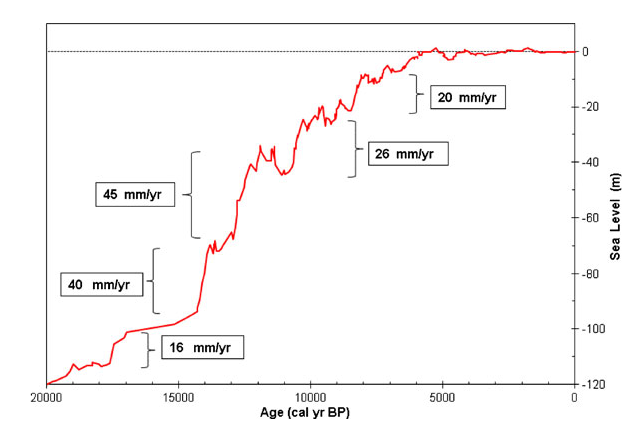 0
-20
-40
-60
-80
-100
-120
Sea Level (m)
20 mm/yr
26 mm/yr
45 mm/yr
40 mm/yr
16 mm/yr
20000
15000
10000
5000
0
Age (cal yr BP)